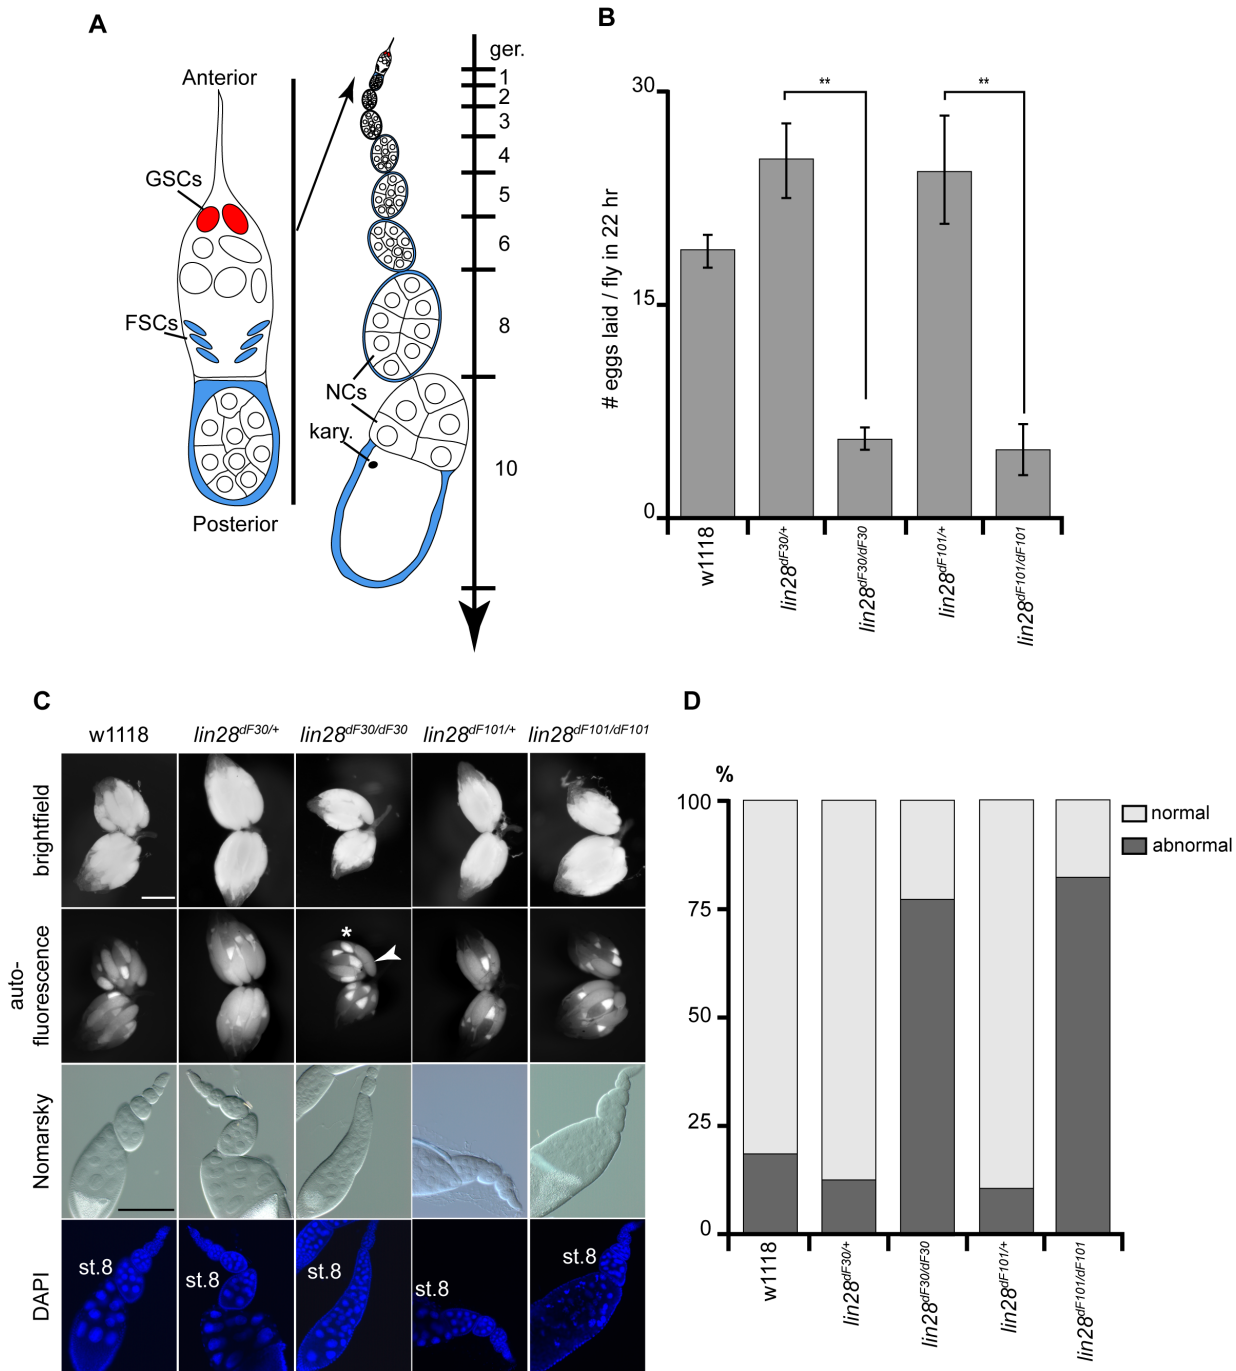 A
Anterior
GSCs
FSCs
Posterior
NCs
kary.
ger.
1
2
3
4
5
6
8
10
B
# eggs laid / fly in 22 hr
30
15
0
**
**
w1118
lin28dF30/+
lin28dF30/dF30
lin28dF101/+
lin28dF101/dF101
C
w1118
lin28dF30/+
lin28dF30/dF30
lin28dF101/+
lin28dF101/dF101
brightfield
auto-
fluorescence
*
Nomarsky
DAPI
st.8
st.8
st.8
st.8
st.8
D
%
100
75
50
25
0
normal
abnormal
w1118
lin28dF30/+
lin28dF30/dF30
lin28dF101/+
lin28dF101/dF101